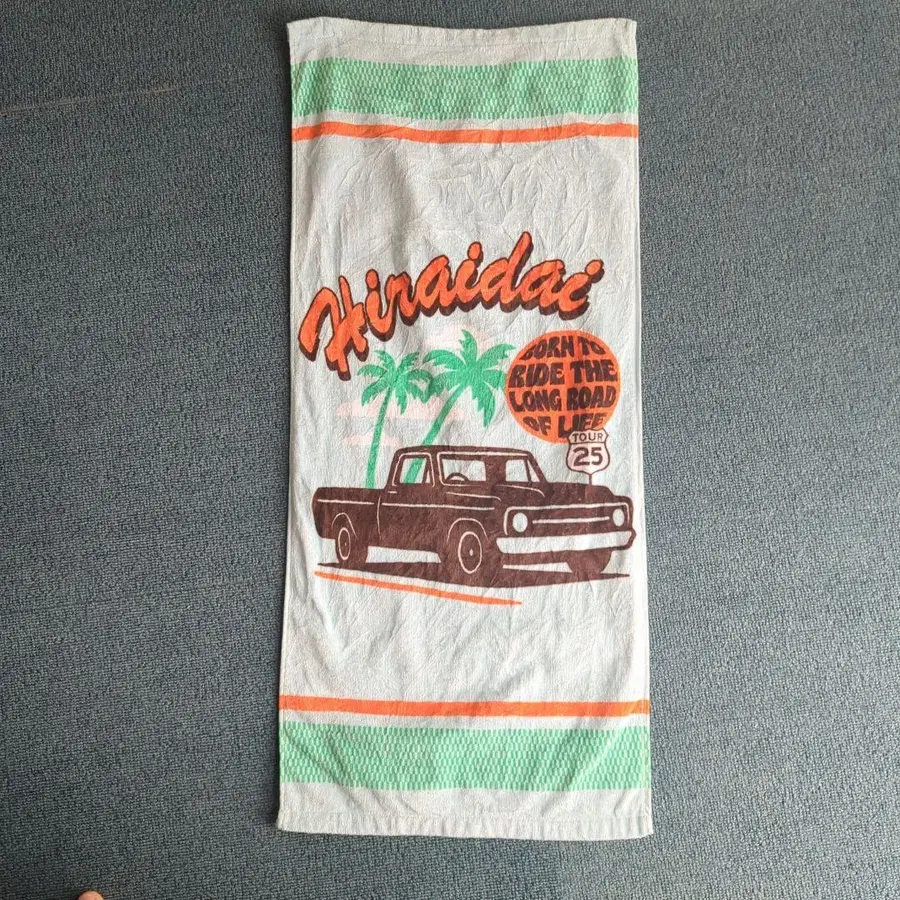 Hiraidai
BORN TO
RIDE THE
LONG ROAD
OF LIFE
TOUR
25